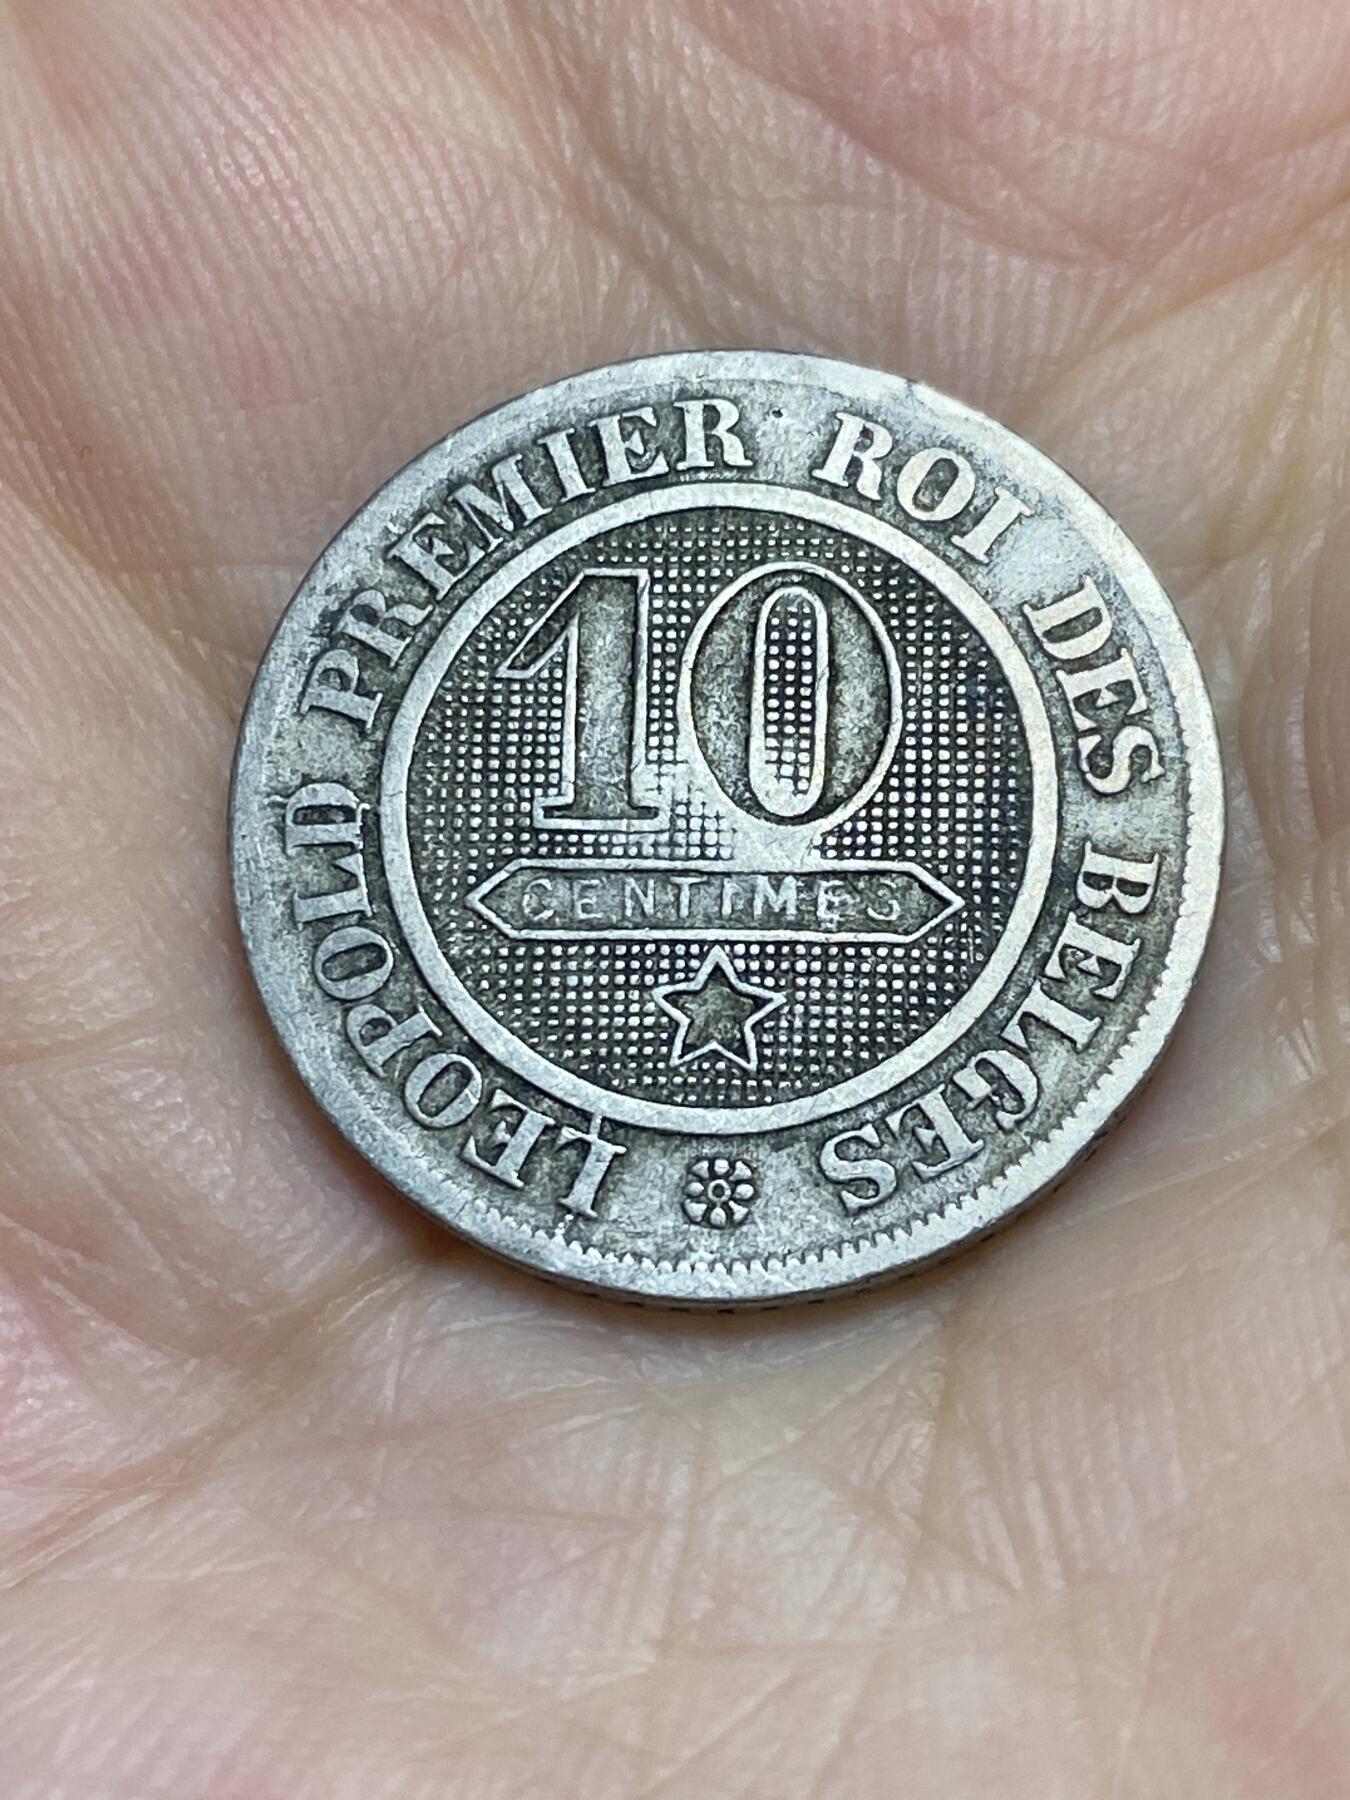 LEOPOLD PREMIER ROI DES BELGES
10
CENTIMES